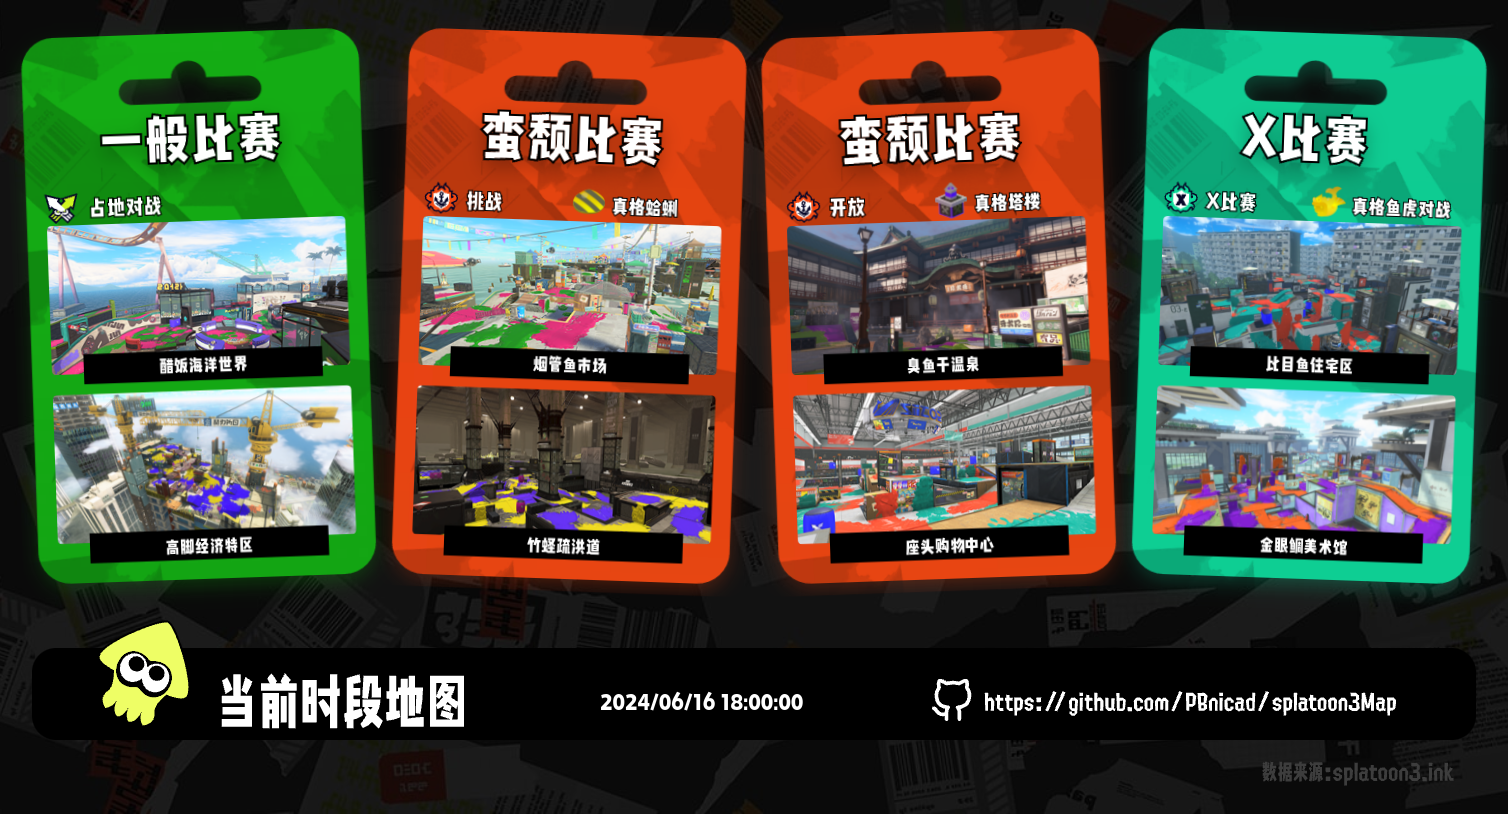 一般比赛
占地对战
醋饭海洋世界
高脚经济特区
蛮颓比赛
挑战
真格蛤蜊
烟管鱼市场
竹蛏疏洪道
蛮颓比赛
开放
真格塔楼
臭鱼干温泉
座头购物中心
X比赛
X比赛
真格鱼虎对战
比目鱼住宅区
金眼鲷美术馆
当前时段地图
2024/06/16 18:00:00
https://github.com/PBnicad/splatoon3Map
数据来源:splatoon3.ink